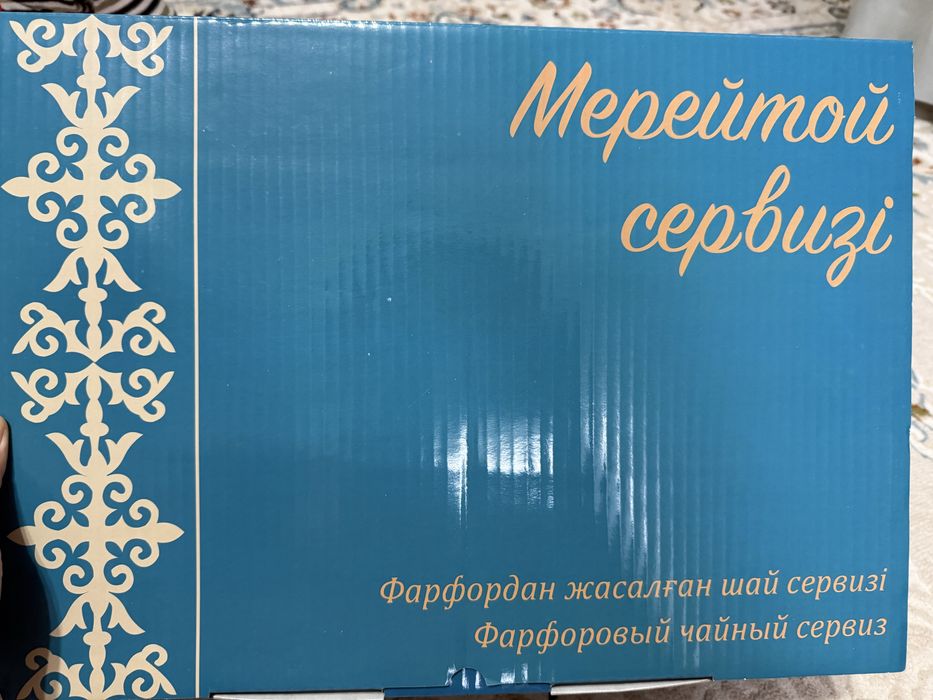 Мерейтой
сервизі
Фарфордан жасалған шай сервизі
Фарфоровый чайный сервиз